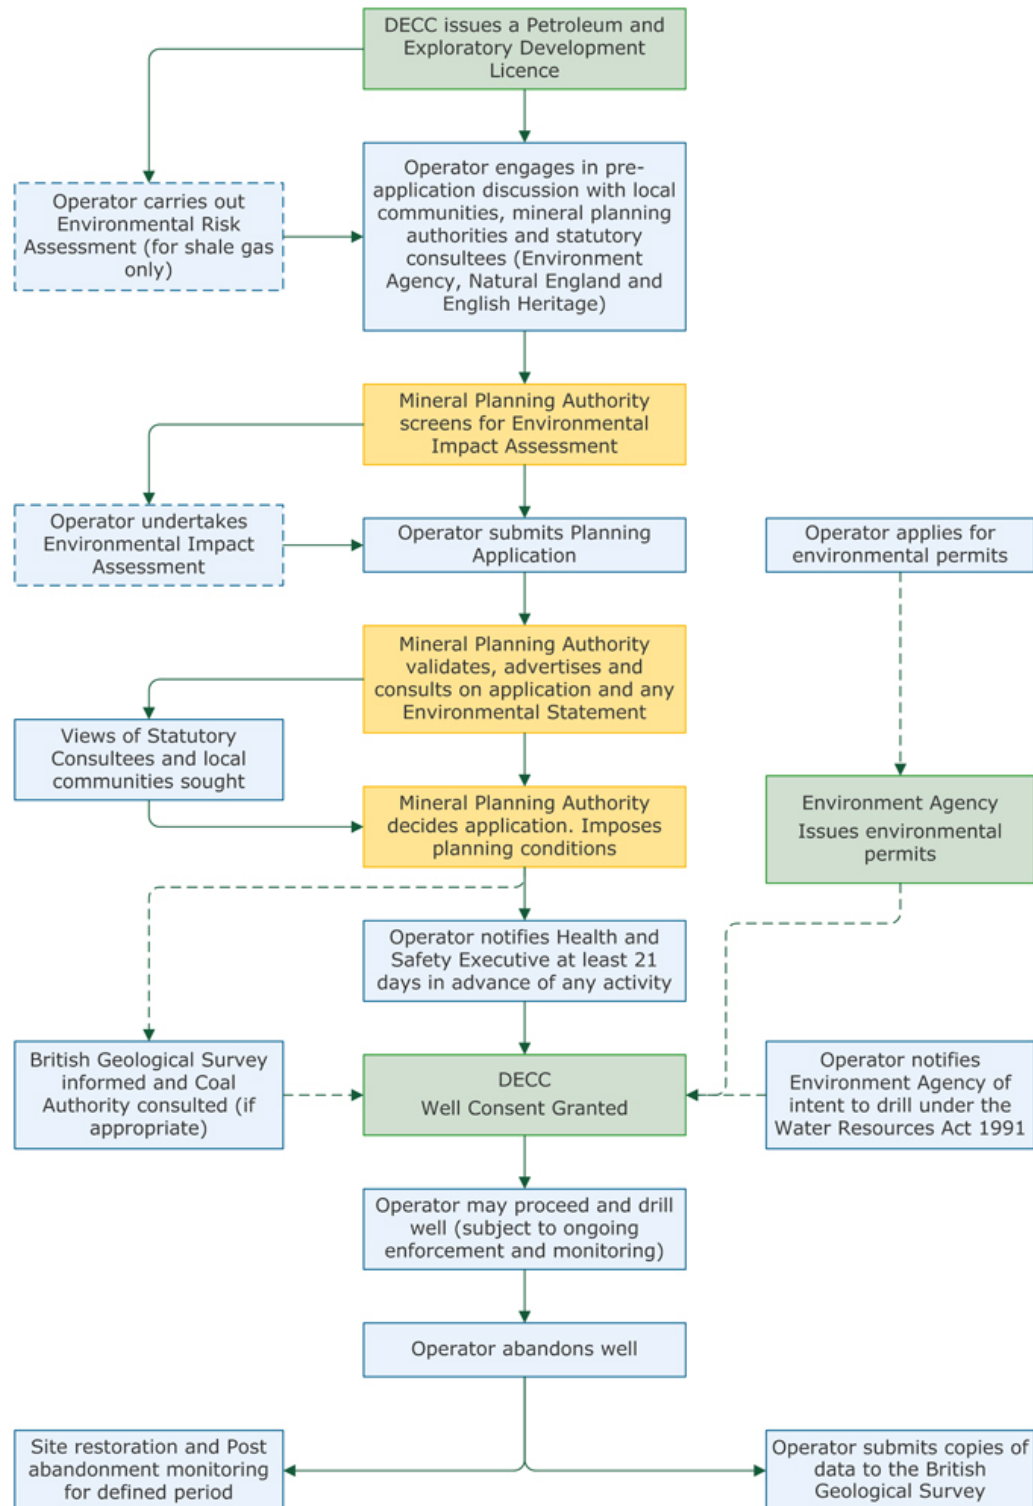 DECC issues a Petroleum and
Exploratory Development
Licence
Operator engages in pre-
application discussion with local
communities, mineral planning
authorities and statutory
consultees (Environment
Agency, Natural England and
English Heritage)
Operator carries out
Environmental Risk
Assessment (for shale gas
only)
Mineral Planning Authority
screens for Environmental
Impact Assessment
Operator undertakes
Environmental Impact
Assessment
Operator submits Planning
Application
Operator applies for
environmental permits
Mineral Planning Authority
validates, advertises and
consults on application and any
Environmental Statement
Views of Statutory
Consultees and local
communities sought
Mineral Planning Authority
decides application. Imposes
planning conditions
Environment Agency
Issues environmental
permits
Operator notifies Health and
Safety Executive at least 21
days in advance of any activity
British Geological Survey
informed and Coal
Authority consulted (if
appropriate)
DECC
Well Consent Granted
Operator notifies
Environment Agency of
intent to drill under the
Water Resources Act 1991
Operator may proceed and drill
well (subject to ongoing
enforcement and monitoring)
Operator abandons well
Site restoration and Post
abandonment monitoring
for defined period
Operator submits copies of
data to the British
Geological Survey